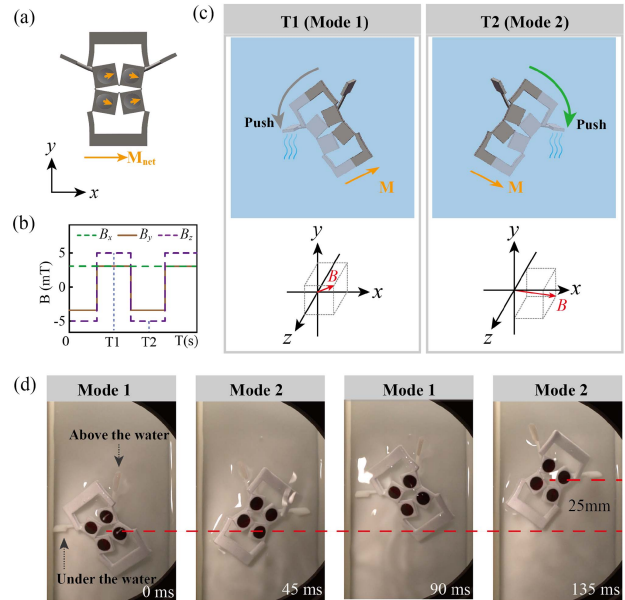 (a)
M_net
y
x
(b)
B_x B_y B_z
B (mT)
5
0
-5
0 T1 T2 T(s)
(c)
T1 (Mode 1)
Push
M
y
B
x
z
T2 (Mode 2)
Push
M
y
x
B
z
(d)
Mode 1
Above the water
Under the water
0 ms
Mode 2
45 ms
Mode 1
90 ms
Mode 2
25mm
135 ms